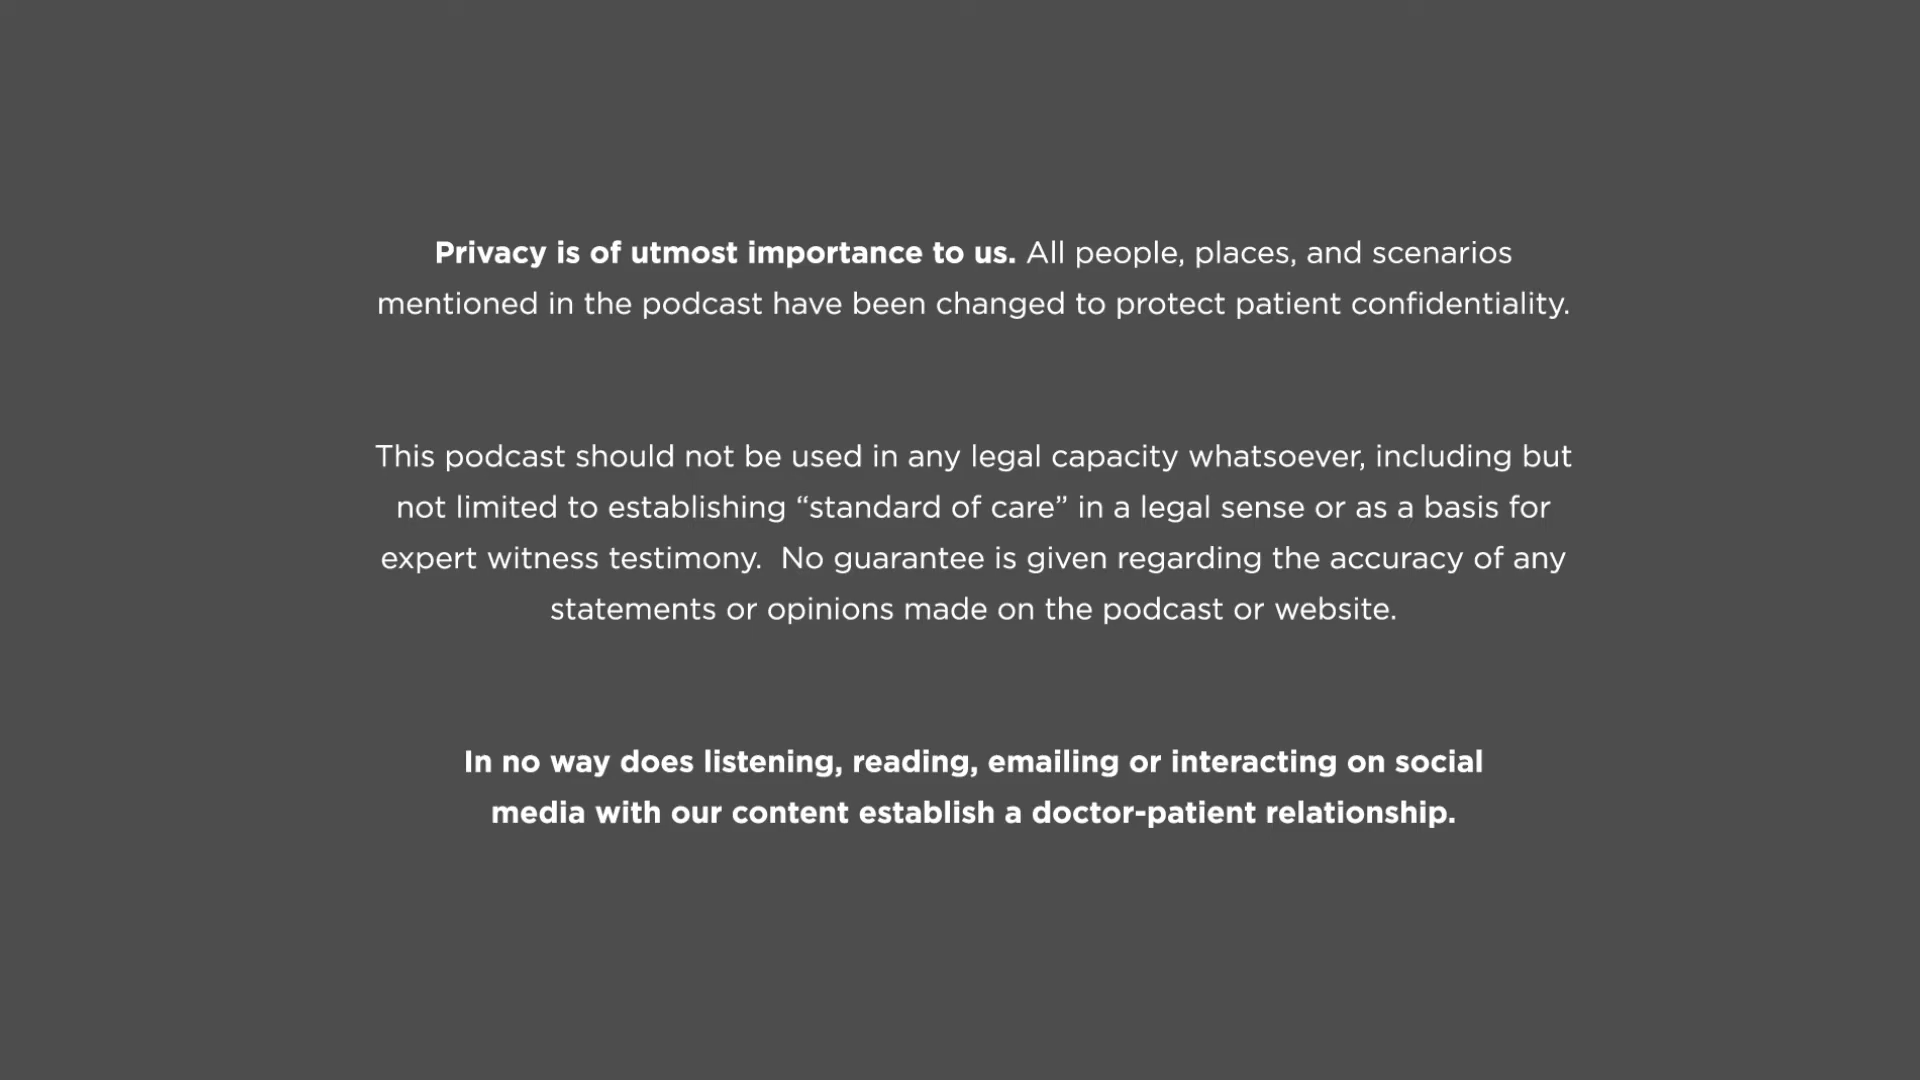 Privacy is of utmost importance to us. All people, places, and scenarios
mentioned in the podcast have been changed to protect patient confidentiality.
This podcast should not be used in any legal capacity whatsoever, including but
not limited to establishing “standard of care” in a legal sense or as a basis for
expert witness testimony.  No guarantee is given regarding the accuracy of any
statements or opinions made on the podcast or website.
In no way does listening, reading, emailing or interacting on social
media with our content establish a doctor-patient relationship.